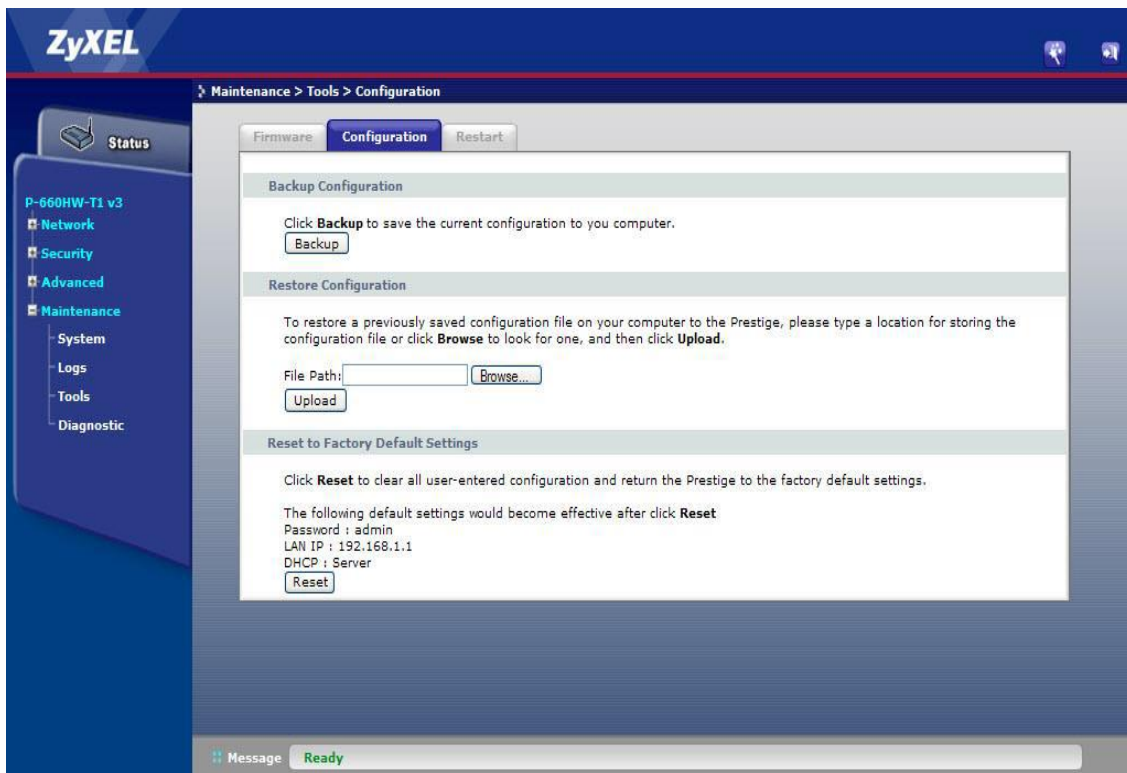 ZyXEL
Maintenance > Tools > Configuration
Status
P-660HW-T1 v3
Network
Security
Advanced
Maintenance
System
Logs
Tools
Diagnostic
Firmware
Configuration
Restart
Backup Configuration
Click Backup to save the current configuration to you computer.
Backup
Restore Configuration
To restore a previously saved configuration file on your computer to the Prestige, please type a location for storing the
configuration file or click Browse to look for one, and then click Upload.
File Path:
Browse...
Upload
Reset to Factory Default Settings
Click Reset to clear all user-entered configuration and return the Prestige to the factory default settings.
The following default settings would become effective after click Reset
Password : admin
LAN IP : 192.168.1.1
DHCP : Server
Reset
Message
Ready